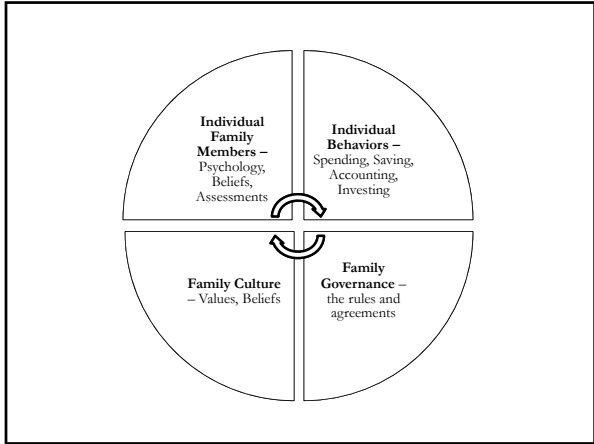 Individual
Family
Members –
Psychology,
Beliefs,
Assessments
Individual
Behaviors –
Spending, Saving,
Accounting,
Investing
Family Culture
– Values, Beliefs
Family
Governance –
the rules and
agreements